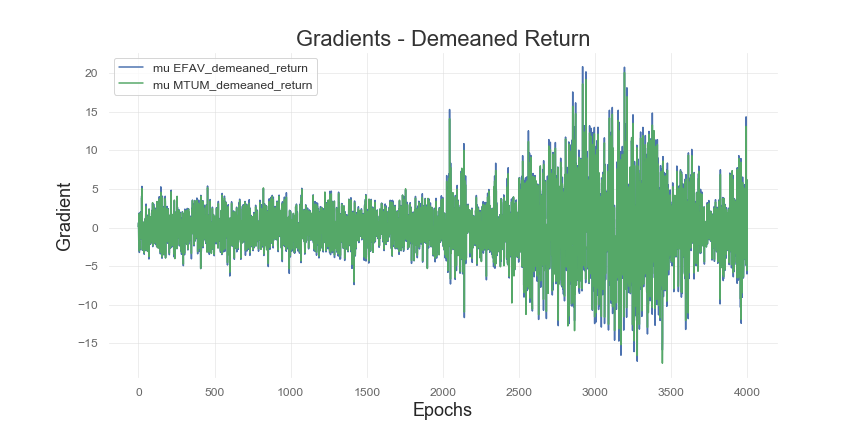 Gradients - Demeaned Return
mu EFAV_demeaned_return
mu MTUM_demeaned_return
20
15
10
5
0
−5
−10
−15
Gradient
0 500 1000 1500 2000 2500 3000 3500 4000
Epochs